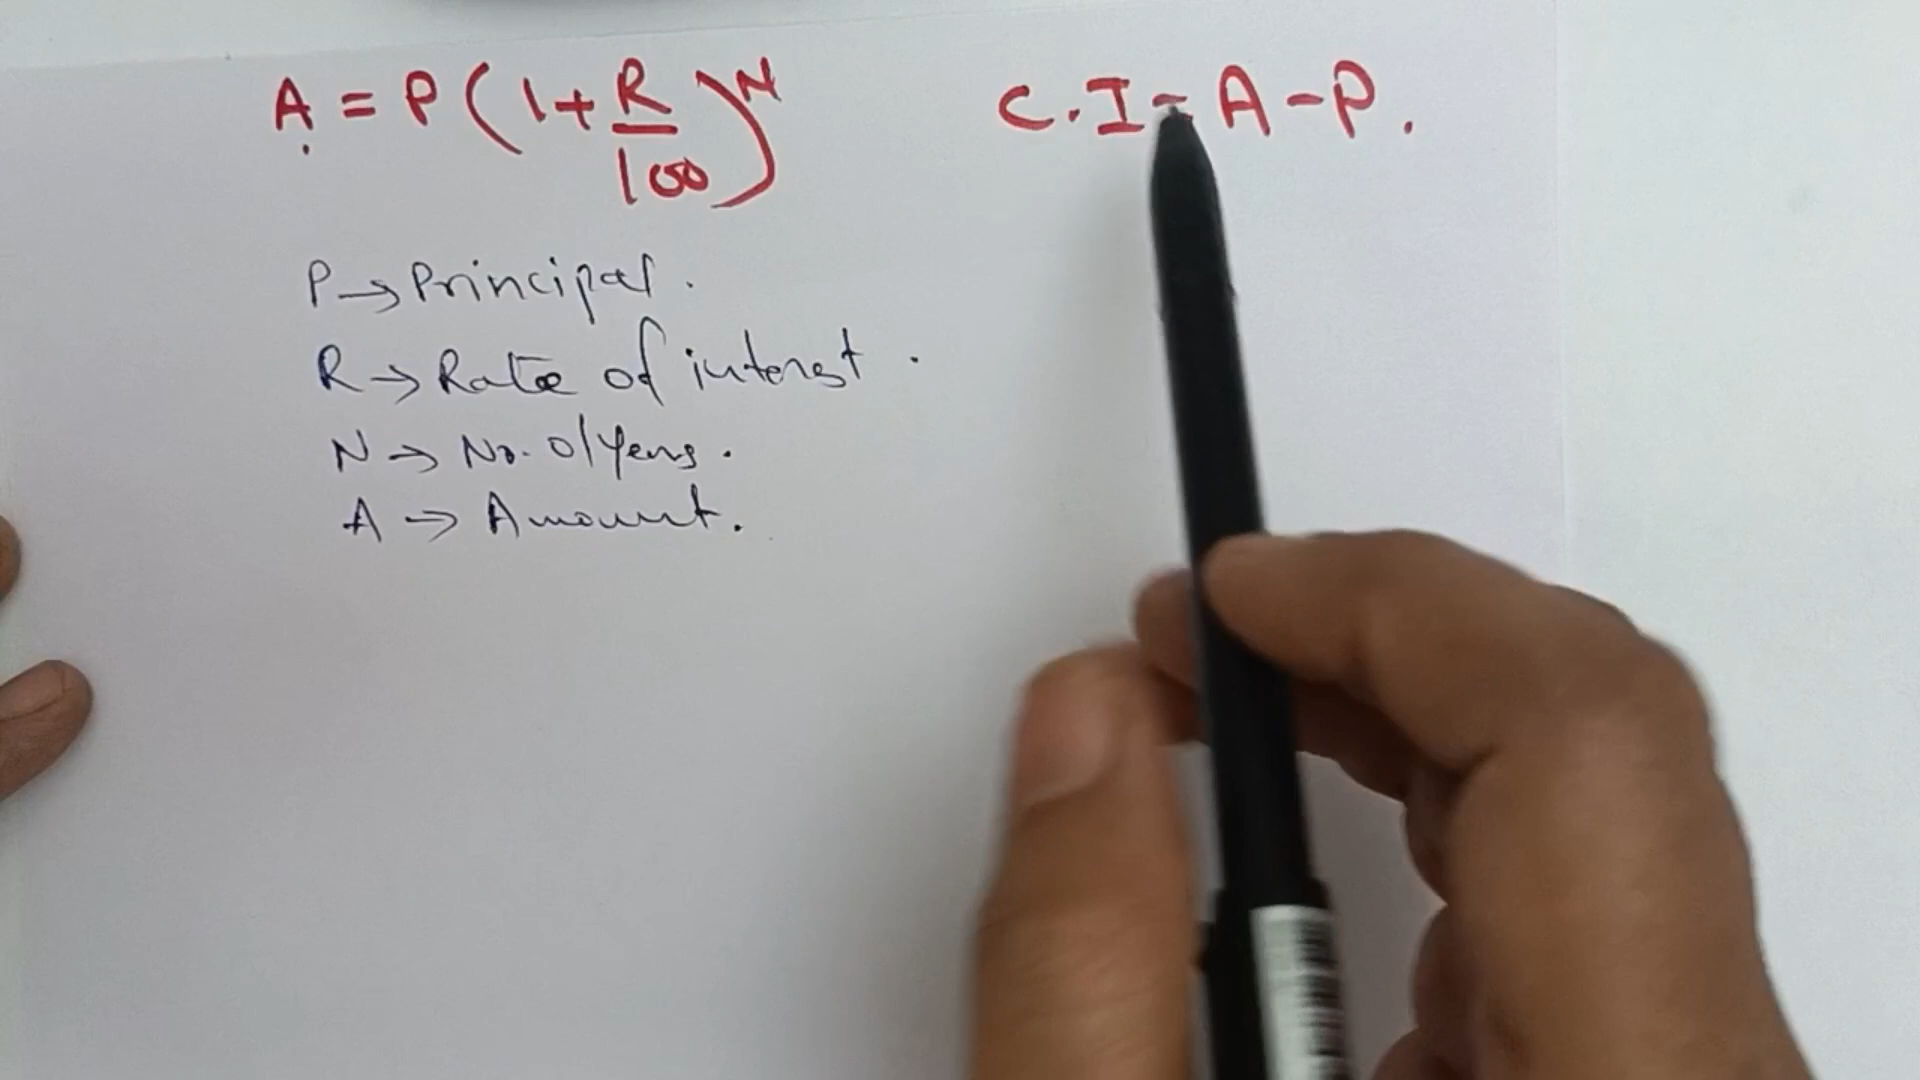 A = P(1+R/100)^N
C.I = A - P.
P → Principal.
R → Rate of interest.
N → No. of Years.
A → Amount.